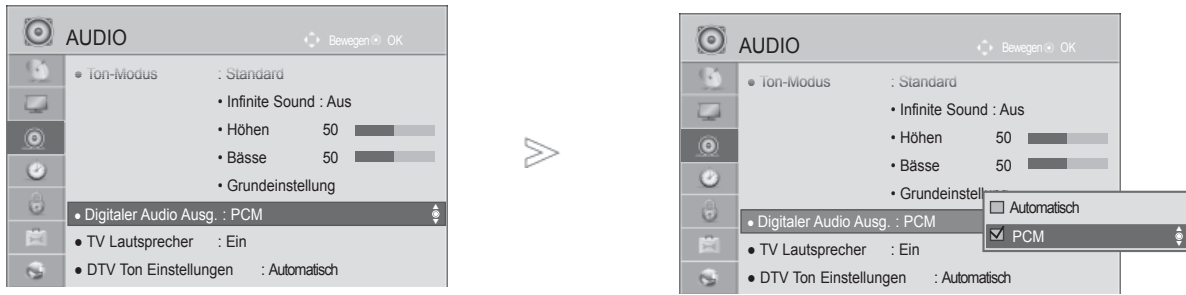 AUDIO
Bewegen OK
• Ton-Modus : Standard
• Infinite Sound : Aus
• Höhen 50
• Bässe 50
• Grundeinstellung
• Digitaler Audio Ausg. : PCM
• TV Lautsprecher : Ein
• DTV Ton Einstellungen : Automatisch
AUDIO
Bewegen OK
• Ton-Modus : Standard
• Infinite Sound : Aus
• Höhen 50
• Bässe 50
• Grundeinstell
• Digitaler Audio Ausg. : PCM
Automatisch
PCM
• TV Lautsprecher : Ein
• DTV Ton Einstellungen : Automatisch